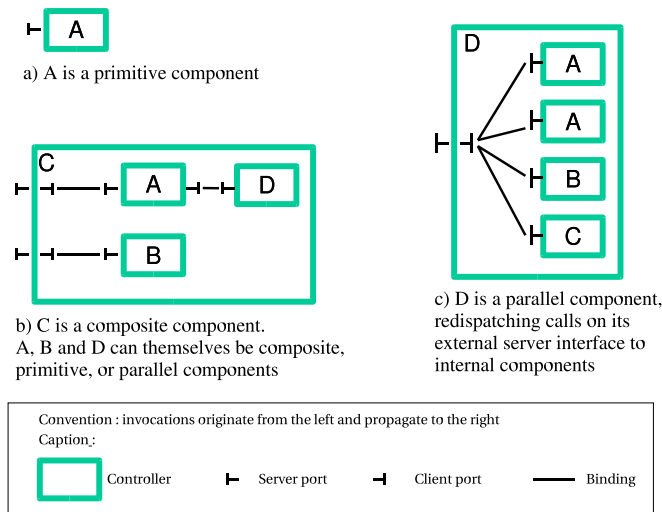 A
a) A is a primitive component
C
A
D
B
b) C is a composite component.
A, B and D can themselves be composite,
primitive, or parallel components
D
A
A
B
C
c) D is a parallel component,
redispatching calls on its
external server interface to
internal components
Convention : invocations originate from the left and propagate to the right
Caption :
Controller
Server port
Client port
Binding